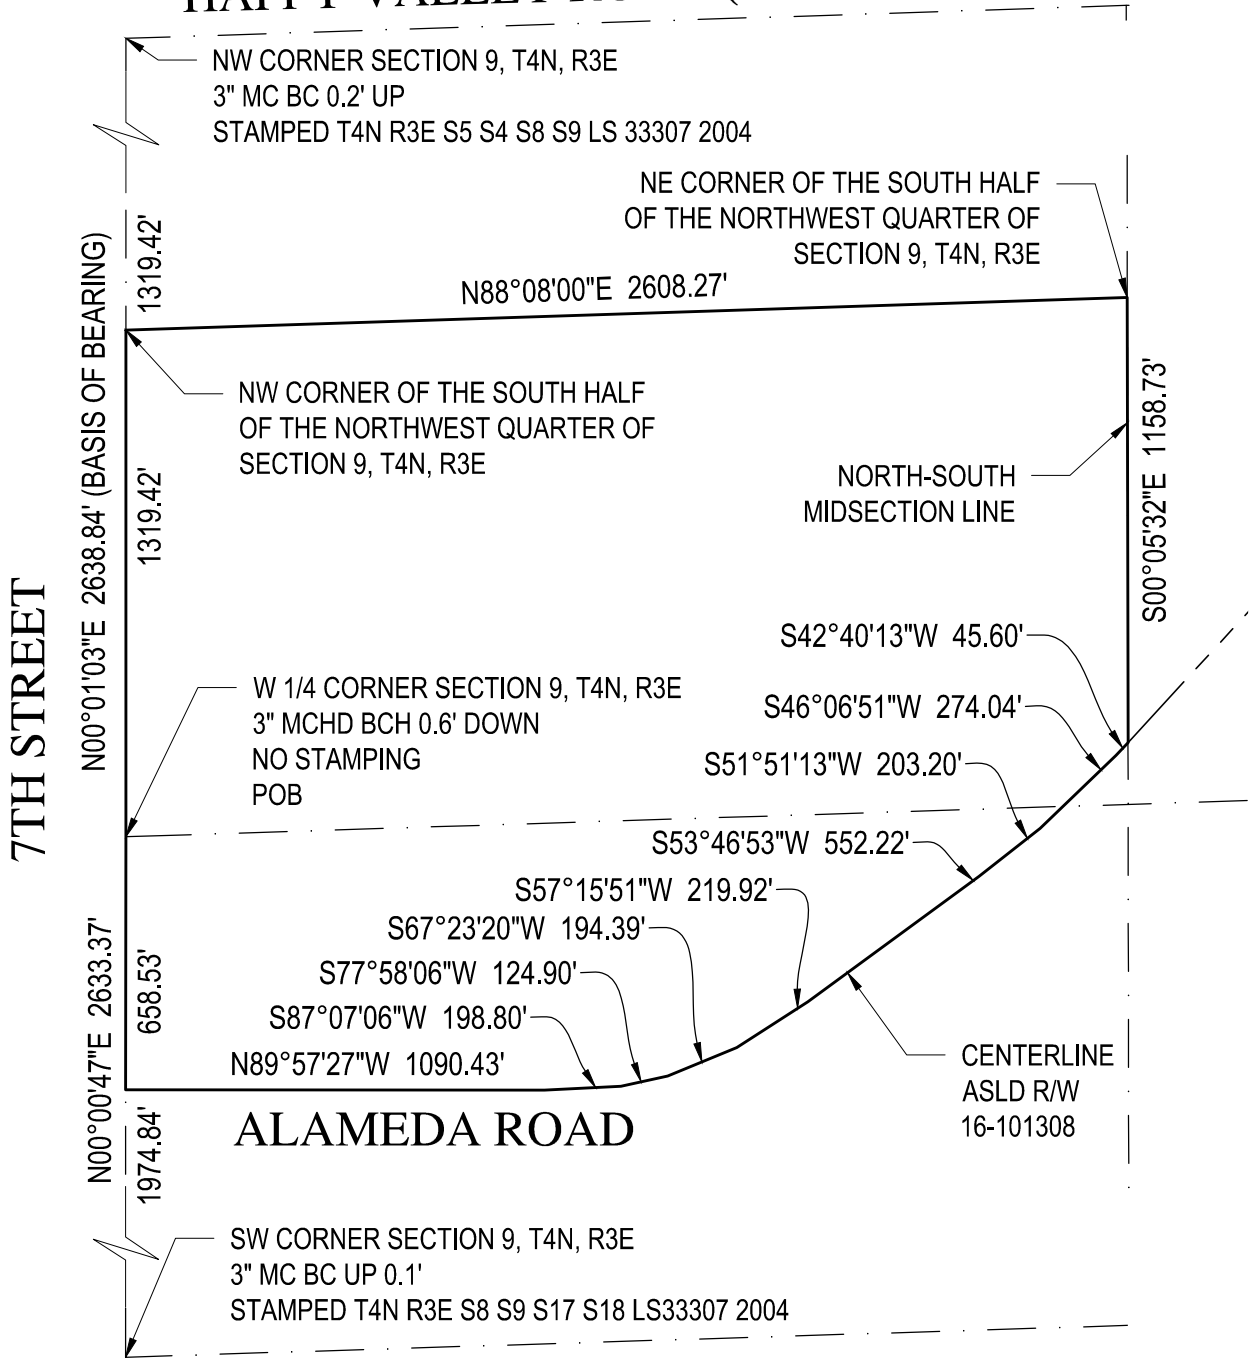 NW CORNER SECTION 9, T4N, R3E
3" MC BC 0.2' UP
STAMPED T4N R3E S5 S4 S8 S9 LS 33307 2004
NE CORNER OF THE SOUTH HALF
OF THE NORTHWEST QUARTER OF
SECTION 9, T4N, R3E
1319.42'
N88°08'00"E 2608.27'
N00°01'03"E 2638.84' (BASIS OF BEARING)
NW CORNER OF THE SOUTH HALF
OF THE NORTHWEST QUARTER OF
SECTION 9, T4N, R3E
1319.42'
NORTH-SOUTH
MIDSECTION LINE
S00°05'32"E 1158.73'
7TH STREET
S42°40'13"W 45.60'
W 1/4 CORNER SECTION 9, T4N, R3E
3" MCHD BCH 0.6' DOWN
NO STAMPING
POB
S46°06'51"W 274.04'
S51°51'13"W 203.20'
S53°46'53"W 552.22'
S57°15'51"W 219.92'
S67°23'20"W 194.39'
S77°58'06"W 124.90'
S87°07'06"W 198.80'
N89°57'27"W 1090.43'
N00°00'47"E 2633.37'
658.53'
ALAMEDA ROAD
CENTERLINE
ASLD R/W
16-101308
1974.84'
SW CORNER SECTION 9, T4N, R3E
3" MC BC UP 0.1'
STAMPED T4N R3E S8 S9 S17 S18 LS33307 2004